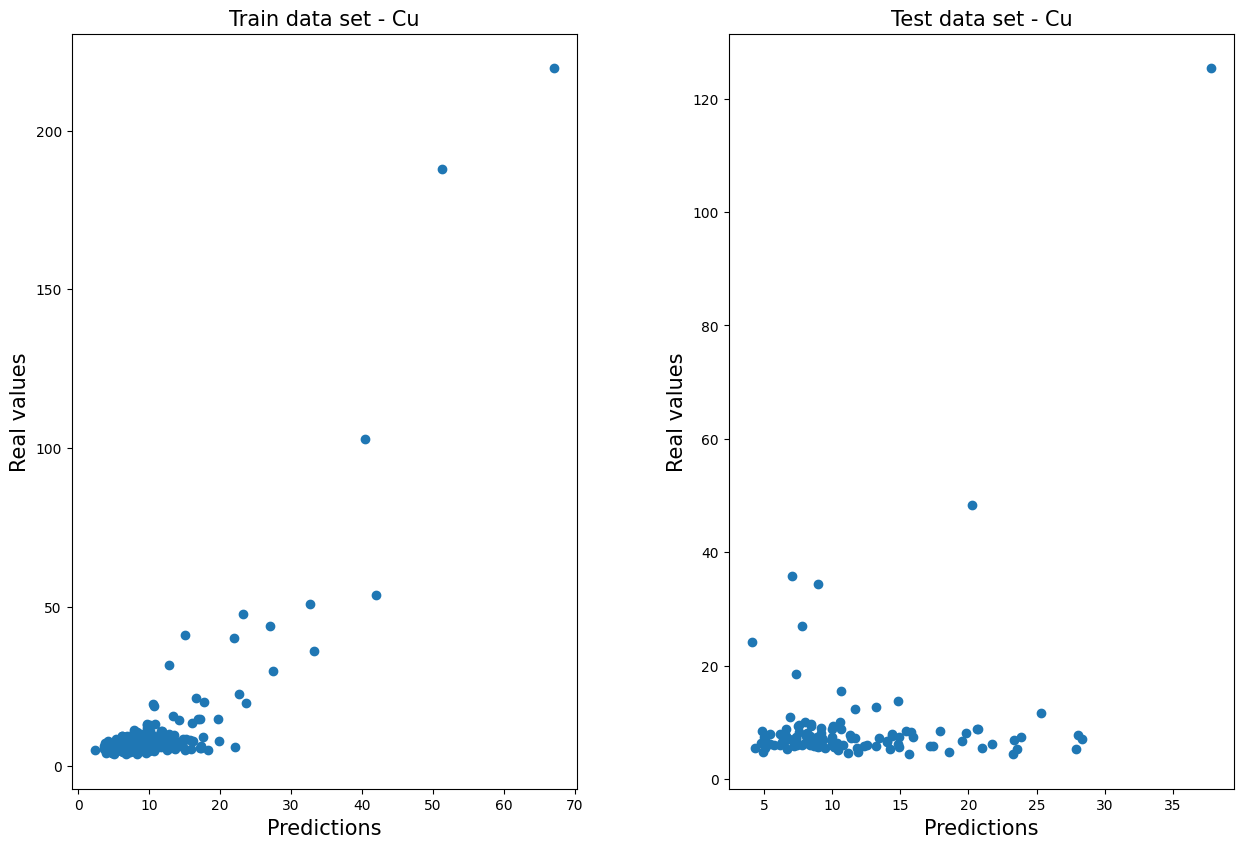 Train data set - Cu
Real values
200
150
100
50
0
0 10 20 30 40 50 60 70
Predictions
Test data set - Cu
Real values
120
100
80
60
40
20
0
5 10 15 20 25 30 35
Predictions